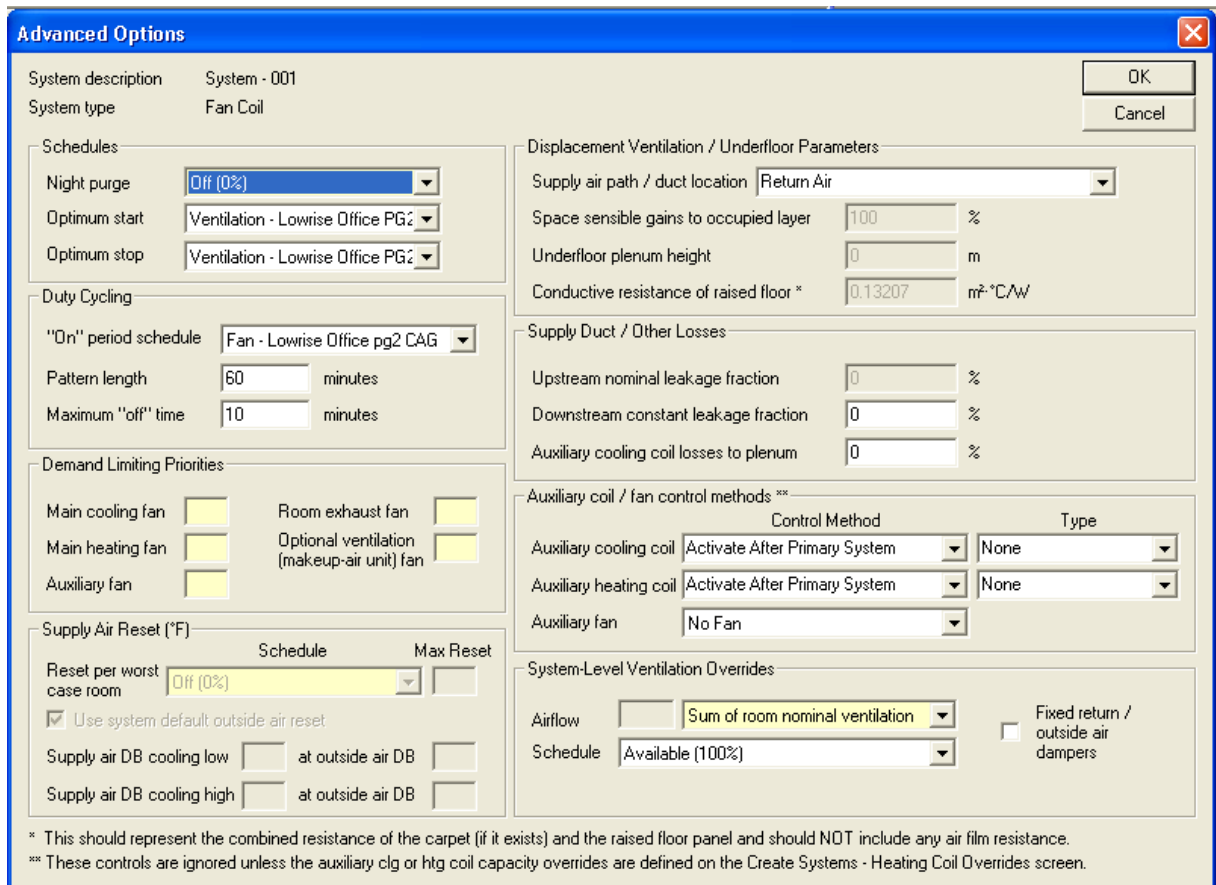 Advanced Options
System description System - 001
OK
System type Fan Coil
Cancel
Schedules
Night purge Off (0%)
Optimum start Ventilation - Lowrise Office PG2
Optimum stop Ventilation - Lowrise Office PG2
Duty Cycling
"On" period schedule Fan - Lowrise Office pg2 CAG
Pattern length 60 minutes
Maximum "off" time 10 minutes
Demand Limiting Priorities
Main cooling fan Room exhaust fan
Main heating fan Optional ventilation
(makeup-air unit) fan
Auxiliary fan
Supply Air Reset (°F)
Schedule Max Reset
Reset per worst
case room Off (0%)
Use system default outside air reset
Supply air DB cooling low at outside air DB
Supply air DB cooling high at outside air DB
Displacement Ventilation / Underfloor Parameters
Supply air path / duct location Return Air
Space sensible gains to occupied layer 100 %
Underfloor plenum height 0 m
Conductive resistance of raised floor * 0.13207 m²·°C/W
Supply Duct / Other Losses
Upstream nominal leakage fraction 0 %
Downstream constant leakage fraction 0 %
Auxiliary cooling coil losses to plenum 0 %
Auxiliary coil / fan control methods **
Control Method Type
Auxiliary cooling coil Activate After Primary System None
Auxiliary heating coil Activate After Primary System None
Auxiliary fan No Fan
System-Level Ventilation Overrides
Airflow Sum of room nominal ventilation
Schedule Available (100%)
Fixed return /
outside air
dampers
* This should represent the combined resistance of the carpet (if it exists) and the raised floor panel and should NOT include any air film resistance.
** These controls are ignored unless the auxiliary clg or htg coil capacity overrides are defined on the Create Systems - Heating Coil Overrides screen.